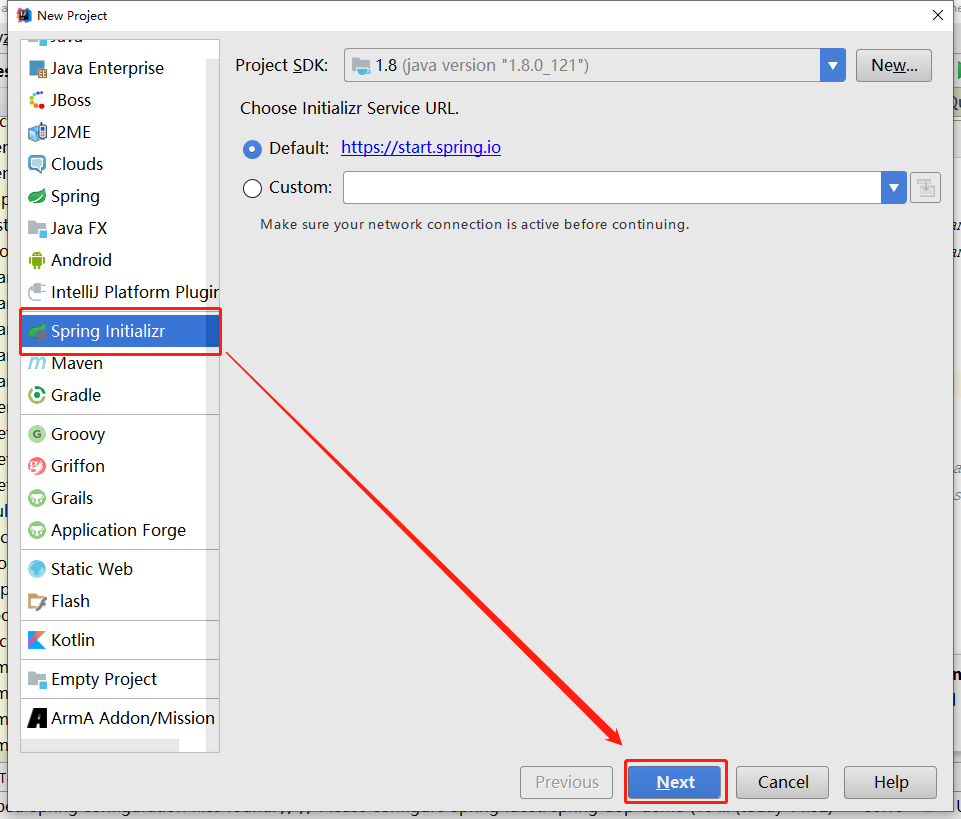 New Project
Java
Java Enterprise
JBoss
J2ME
Clouds
Spring
Java FX
Android
IntelliJ Platform Plugin
Spring Initializr
Maven
Gradle
Groovy
Griffon
Grails
Application Forge
Static Web
Flash
Kotlin
Empty Project
ArmA Addon/Mission
Project SDK: 1.8 (java version "1.8.0_121") New...
Choose Initializr Service URL.
Default: https://start.spring.io
Custom:
Make sure your network connection is active before continuing.
Previous Next Cancel Help